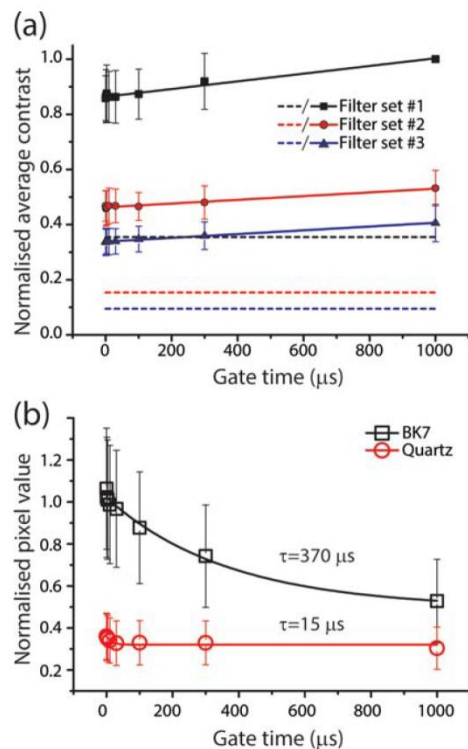 (a)
Normalised average contrast
1.0
0.8
0.6
0.4
0.2
0.0
Filter set #1
Filter set #2
Filter set #3
0 200 400 600 800 1000
Gate time (μs)
(b)
Normalised pixel value
1.4
1.2
1.0
0.8
0.6
0.4
0.2
BK7
Quartz
τ=370 μs
τ=15 μs
0 200 400 600 800 1000
Gate time (μs)